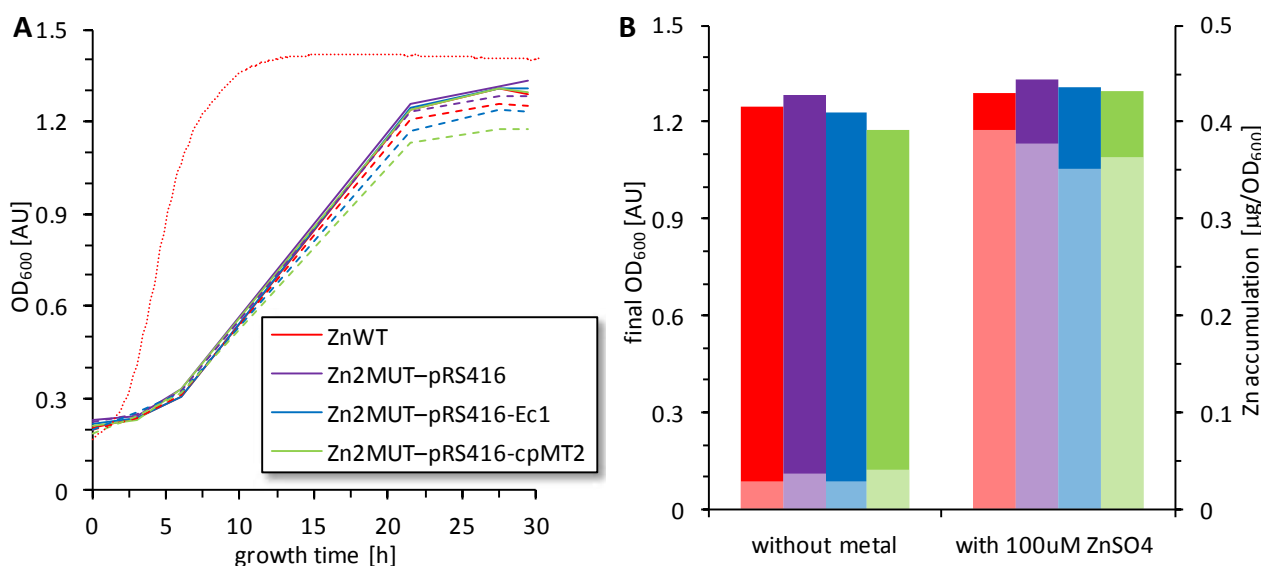 A
1.5
1.2
0.9
0.6
0.3
0
OD600 [AU]
0 5 10 15 20 25 30
growth time [h]
ZnWT
Zn2MUT–pRS416
Zn2MUT–pRS416-Ec1
Zn2MUT–pRS416-cpMT2
B
1.5
1.2
0.9
0.6
0.3
0
final OD600 [AU]
0.5
0.4
0.3
0.2
0.1
0
Zn accumulation [µg/OD600]
without metal
with 100uM ZnSO4